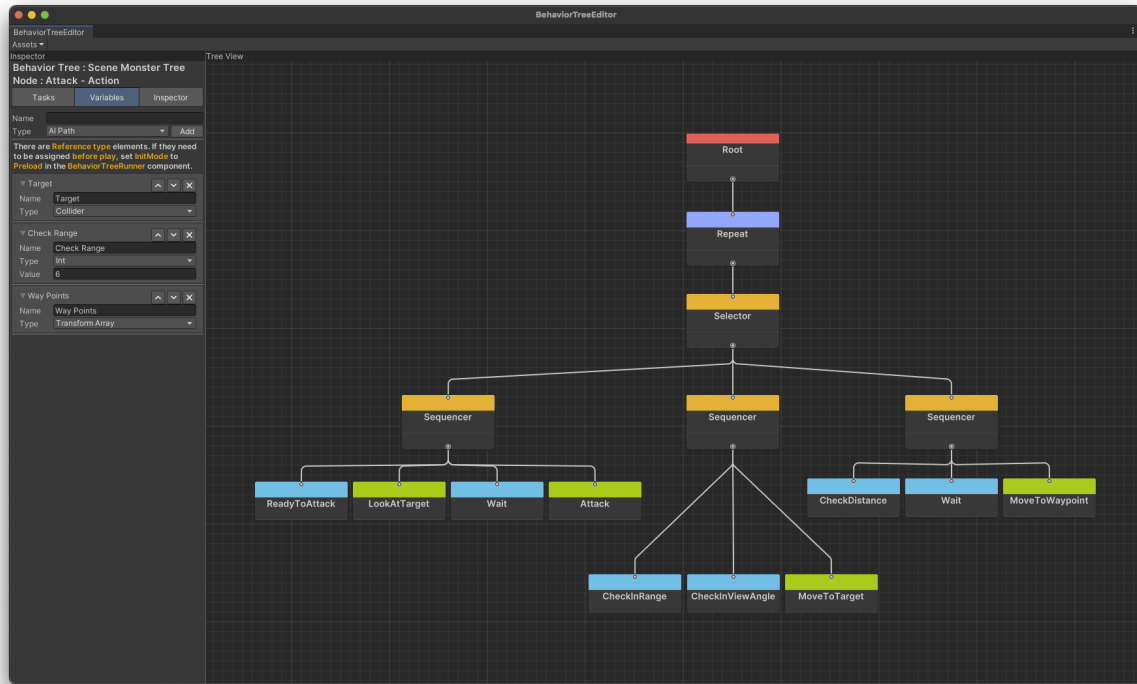 BehaviorTreeEditor
BehaviorTreeEditor
Assets
Inspector
Tree View
Behavior Tree : Scene Monster Tree
Node : Attack - Action
Tasks
Variables
Inspector
Name
Type
AI Path
Add
There are Reference type elements. If they need
to be assigned before play, set InitMode to
Preload in the BehaviorTreeRunner component.
Target
Name
Target
Type
Collider
Check Range
Name
Check Range
Type
Int
Value
6
Way Points
Name
Way Points
Type
Transform Array
Root
Repeat
Selector
Sequencer
Sequencer
Sequencer
ReadyToAttack
LookAtTarget
Wait
Attack
CheckDistance
Wait
MoveToWaypoint
CheckInRange
CheckInViewAngle
MoveToTarget